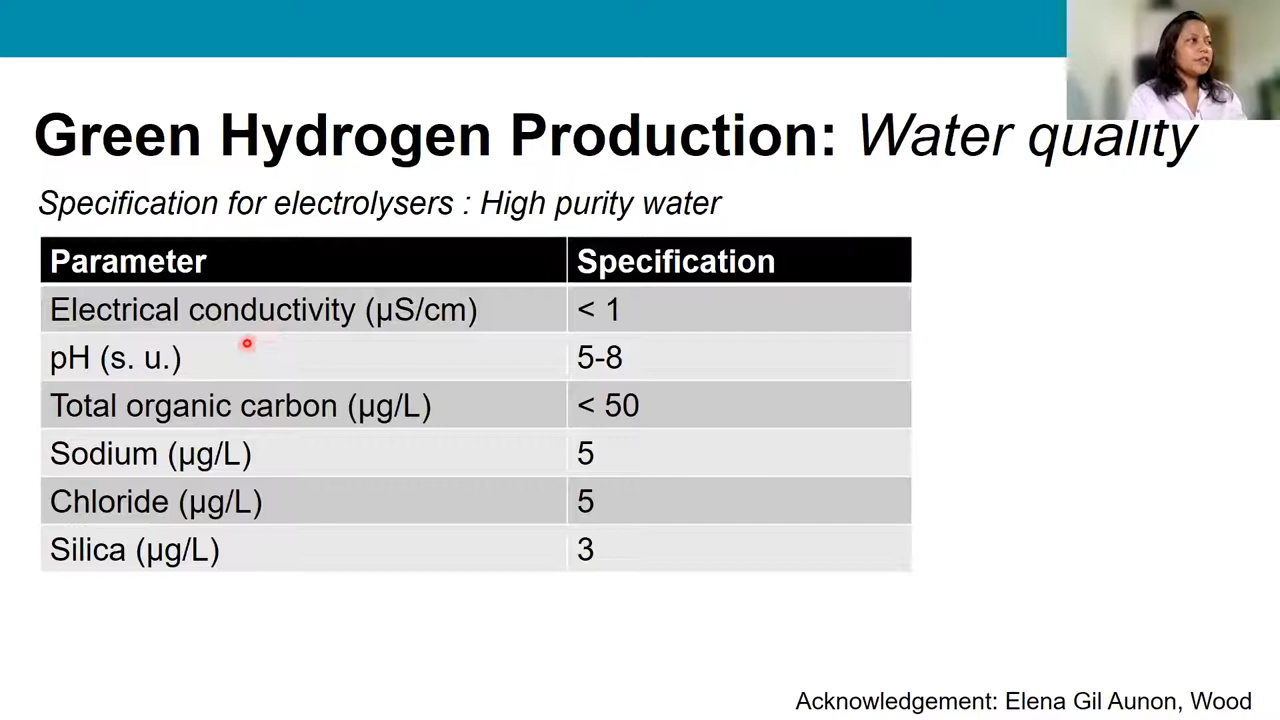 Green Hydrogen Production: Water quality
Specification for electrolysers : High purity water
Parameter Specification
Electrical conductivity (µS/cm) < 1
pH (s. u.) 5-8
Total organic carbon (µg/L) < 50
Sodium (µg/L) 5
Chloride (µg/L) 5
Silica (µg/L) 3
Acknowledgement: Elena Gil Aunon, Wood